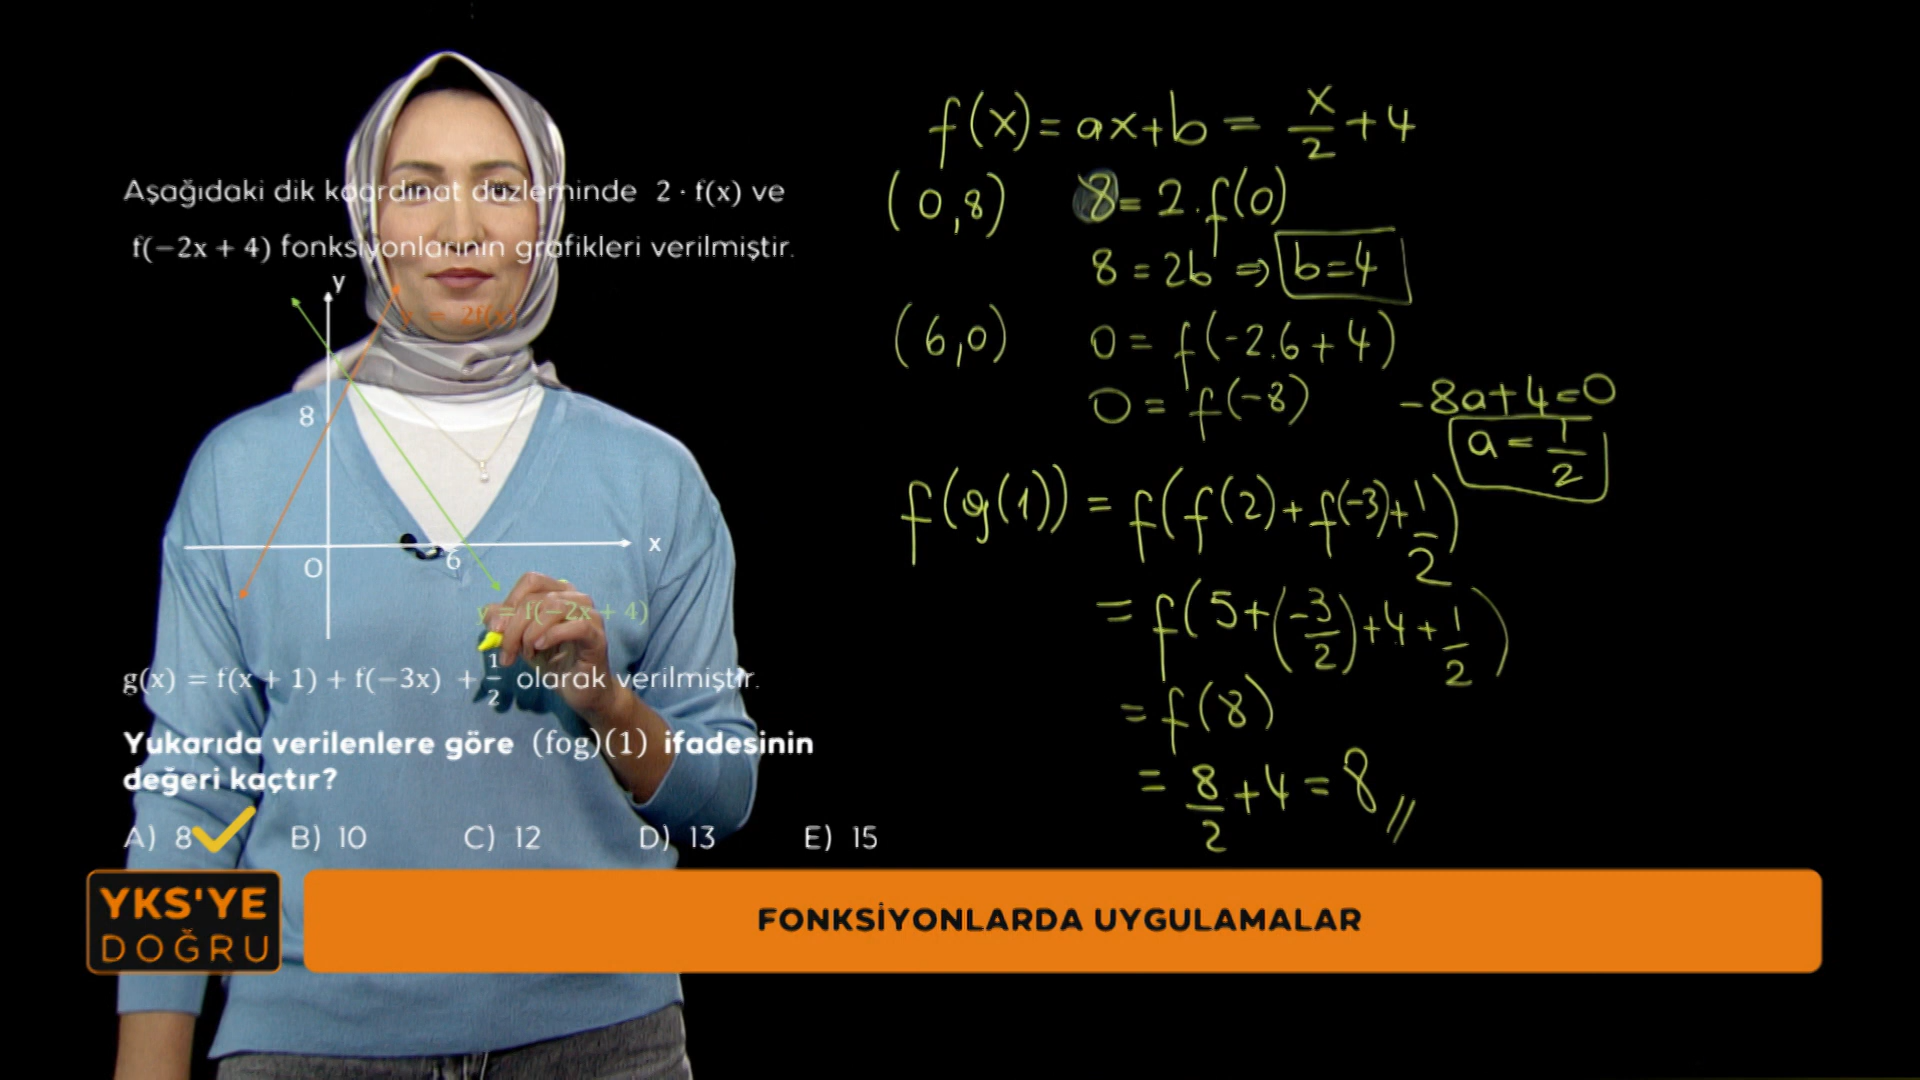 Aşağıdaki dik koordinat düzleminde 2 · f(x) ve
f(−2x + 4) fonksiyonlarının grafikleri verilmiştir.
y
y = 2f(x)
8
x
6
0
y = f(−2x + 4)
g(x) = f(x + 1) + f(−3x) + 1/2 olarak verilmiştir.
Yukarıda verilenlere göre (fog)(1) ifadesinin
değeri kaçtır?
A) 8 B) 10 C) 12 D) 13 E) 15
f(x) = ax+b = x/2 + 4
(0,8) 8 = 2.f(0)
8 = 2b ⇒ b=4
(6,0) 0 = f(-2.6+4)
0 = f(-8) -8a+4=0
a = 1/2
f(g(1)) = f(f(2)+f(-3)+1/2)
= f(5+(-3/2)+4+1/2)
= f(8)
= 8/2 + 4 = 8 //
YKS'YE
DOĞRU
FONKSİYONLARDA UYGULAMALAR